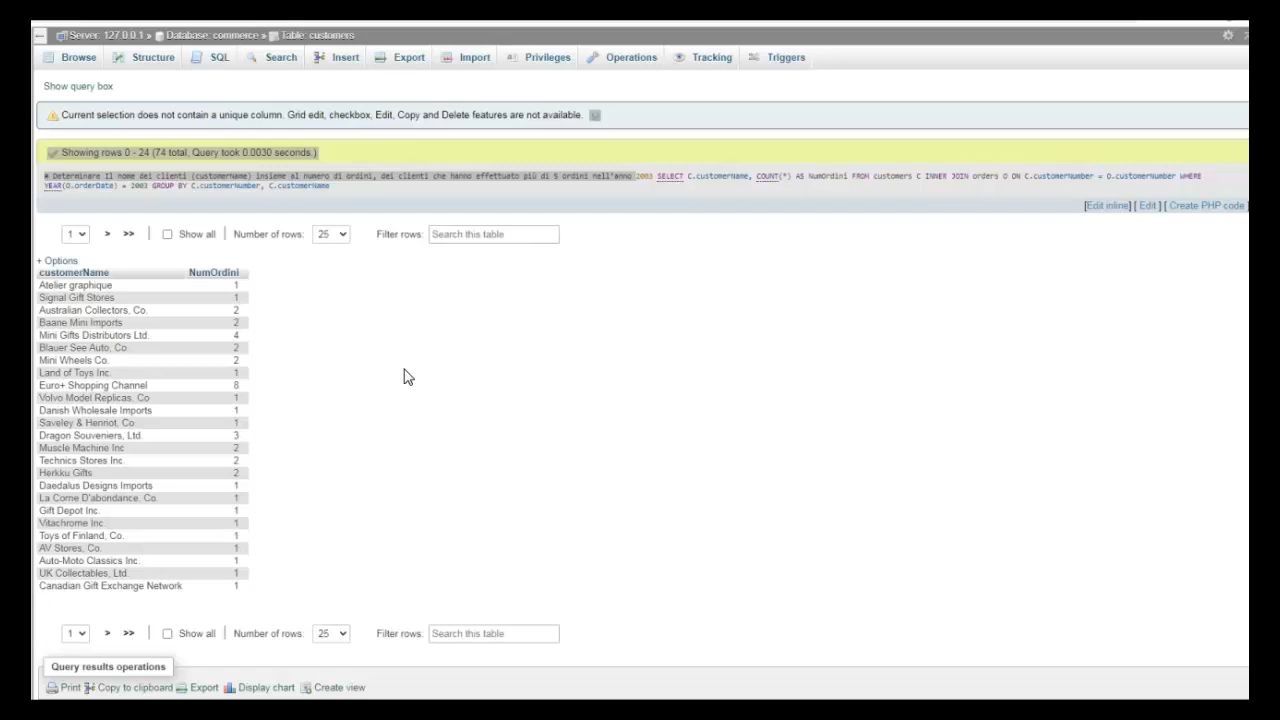 Server: 127.0.0.1 » Database: commerce » Table: customers
Browse Structure SQL Search Insert Export Import Privileges Operations Tracking Triggers
Show query box
Current selection does not contain a unique column. Grid edit, checkbox, Edit, Copy and Delete features are not available.
Showing rows 0 - 24 (74 total, Query took 0.0030 seconds.)
# Determinare Il nome dei clienti (customerName) insieme al numero di ordini, dei clienti che hanno effettuato più di 5 ordini nell'anno 2003 SELECT C.customerName, COUNT(*) AS NumOrdini FROM customers C INNER JOIN orders O ON C.customerNumber = O.customerNumber WHERE
YEAR(O.orderDate) = 2003 GROUP BY C.customerNumber, C.customerName
[Edit inline] [ Edit ] [ Create PHP code ]
1 > >> Show all Number of rows: 25 Filter rows: Search this table
+ Options
customerName NumOrdini
Atelier graphique 1
Signal Gift Stores 1
Australian Collectors, Co. 2
Baane Mini Imports 2
Mini Gifts Distributors Ltd. 4
Blauer See Auto, Co. 2
Mini Wheels Co. 2
Land of Toys Inc. 1
Euro+ Shopping Channel 8
Volvo Model Replicas, Co 1
Danish Wholesale Imports 1
Saveley & Henriot, Co. 1
Dragon Souveniers, Ltd. 3
Muscle Machine Inc 2
Technics Stores Inc. 2
Herkku Gifts 2
Daedalus Designs Imports 1
La Corne D'abondance, Co. 1
Gift Depot Inc. 1
Vitachrome Inc. 1
Toys of Finland, Co. 1
AV Stores, Co. 1
Auto-Moto Classics Inc. 1
UK Collectables, Ltd. 1
Canadian Gift Exchange Network 1
1 > >> Show all Number of rows: 25 Filter rows: Search this table
Query results operations
Print Copy to clipboard Export Display chart Create view